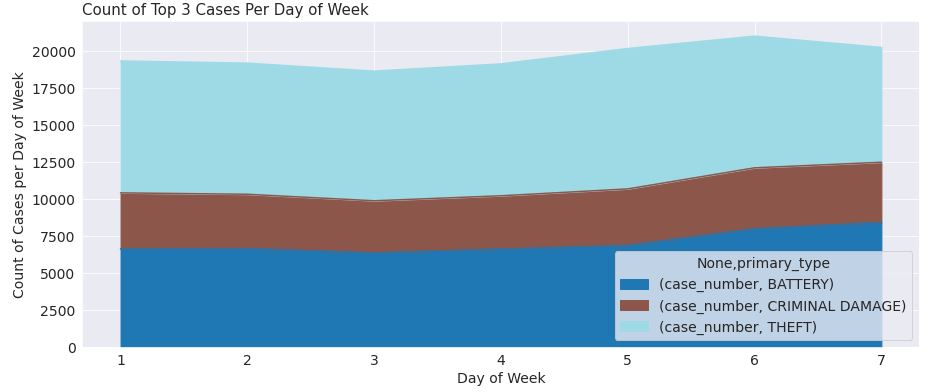 Count of Top 3 Cases Per Day of Week
20000
17500
15000
12500
10000
7500
5000
2500
0
Count of Cases per Day of Week
None,primary_type
(case_number, BATTERY)
(case_number, CRIMINAL DAMAGE)
(case_number, THEFT)
1 2 3 4 5 6 7
Day of Week